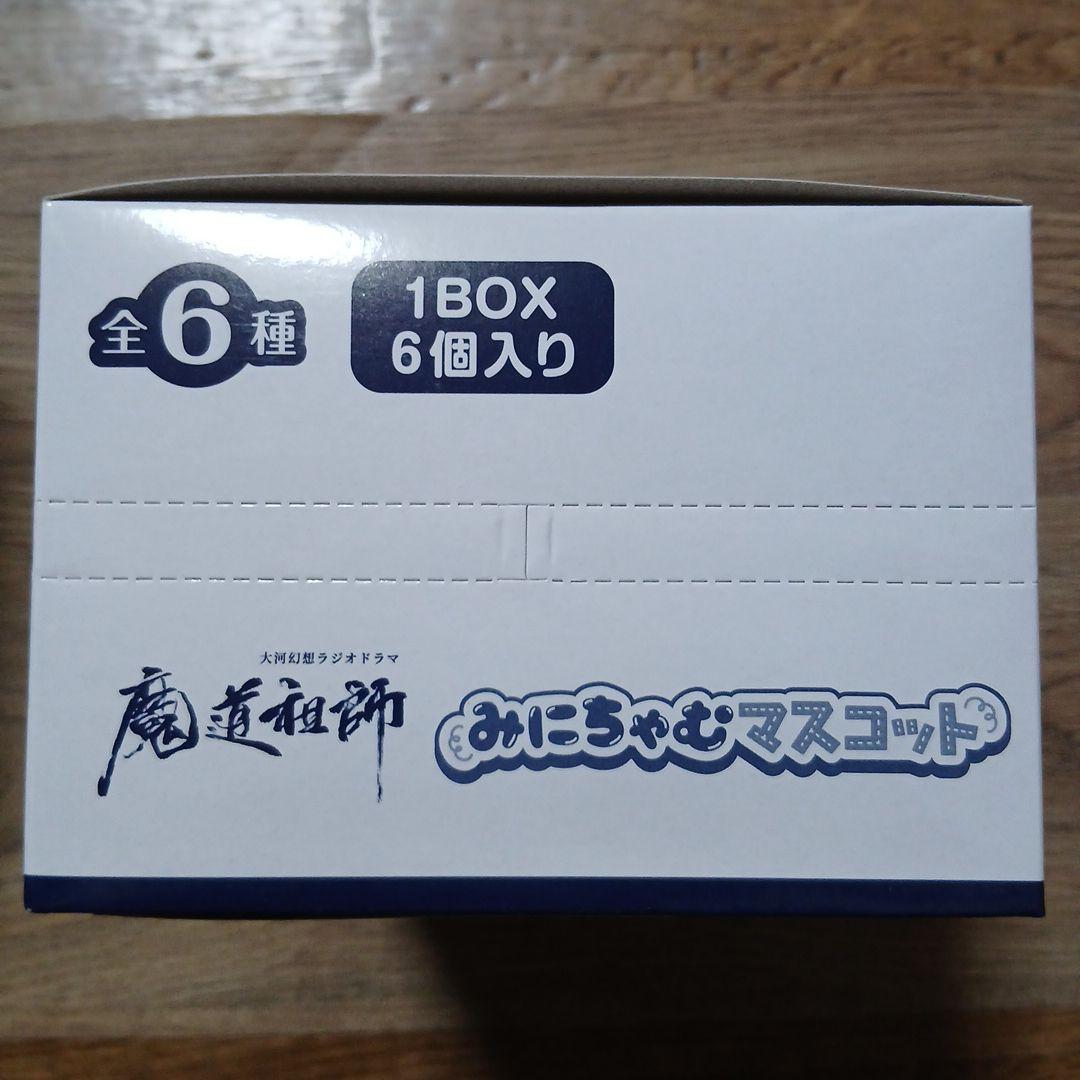 全6種
1BOX
6個入り
大河幻想ラジオドラマ
魔道祖師
みにちゃむマスコット